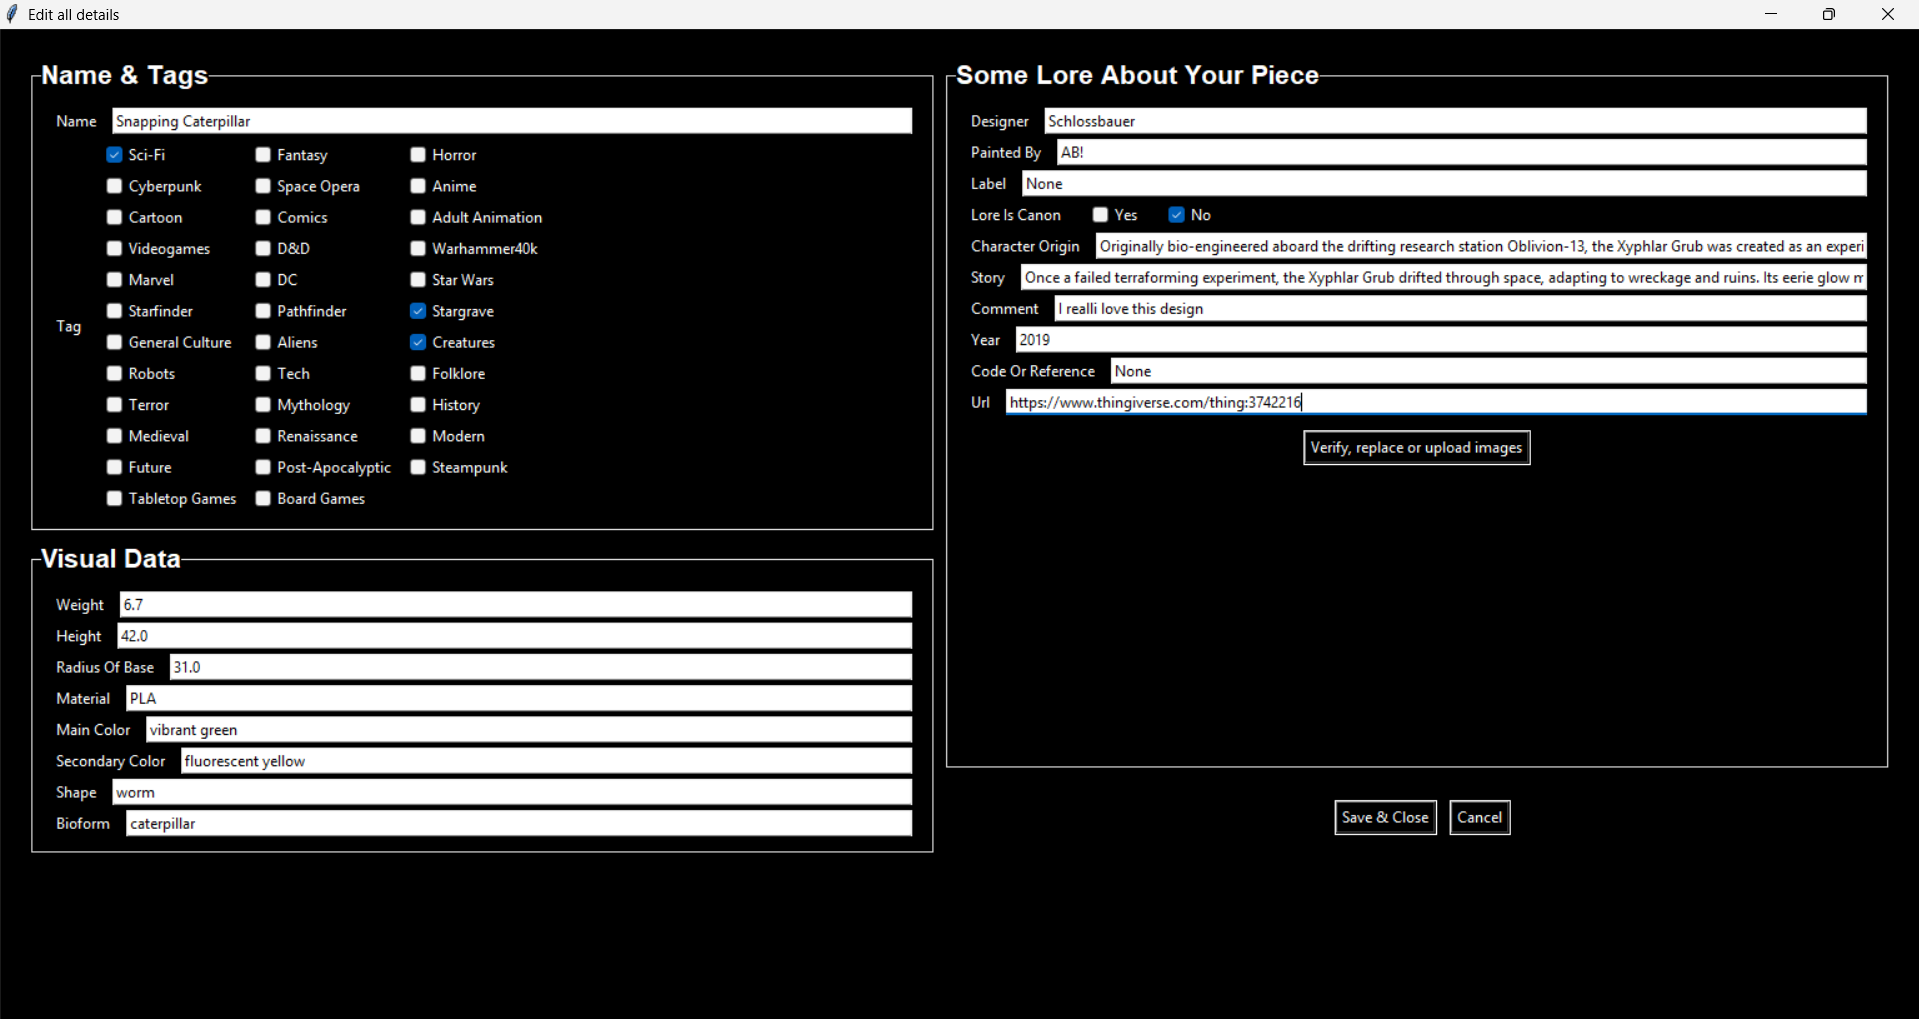 Edit all details
Name & Tags
Name Snapping Caterpillar
Tag
Sci-Fi Fantasy Horror
Cyberpunk Space Opera Anime
Cartoon Comics Adult Animation
Videogames D&D Warhammer40k
Marvel DC Star Wars
Starfinder Pathfinder Stargrave
General Culture Aliens Creatures
Robots Tech Folklore
Terror Mythology History
Medieval Renaissance Modern
Future Post-Apocalyptic Steampunk
Tabletop Games Board Games
Visual Data
Weight 6.7
Height 42.0
Radius Of Base 31.0
Material PLA
Main Color vibrant green
Secondary Color fluorescent yellow
Shape worm
Bioform caterpillar
Some Lore About Your Piece
Designer Schlossbauer
Painted By AB!
Label None
Lore Is Canon Yes No
Character Origin Originally bio-engineered aboard the drifting research station Oblivion-13, the Xyphlar Grub was created as an experi
Story Once a failed terraforming experiment, the Xyphlar Grub drifted through space, adapting to wreckage and ruins. Its eerie glow m
Comment I realli love this design
Year 2019
Code Or Reference None
Url https://www.thingiverse.com/thing:3742216
Verify, replace or upload images
Save & Close Cancel